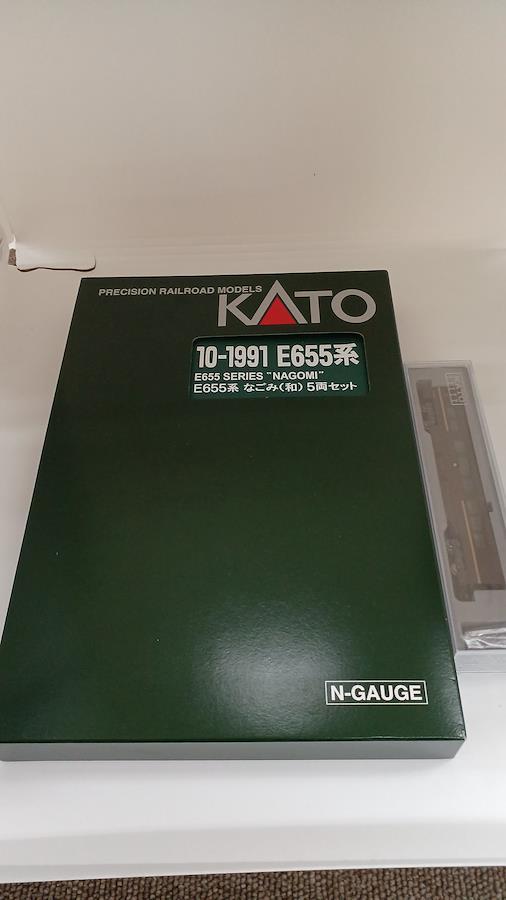 PRECISION RAILROAD MODELS
KATO
10-1991 E655系
E655 SERIES "NAGOMI"
E655系 なごみ(和) 5両セット
N-GAUGE